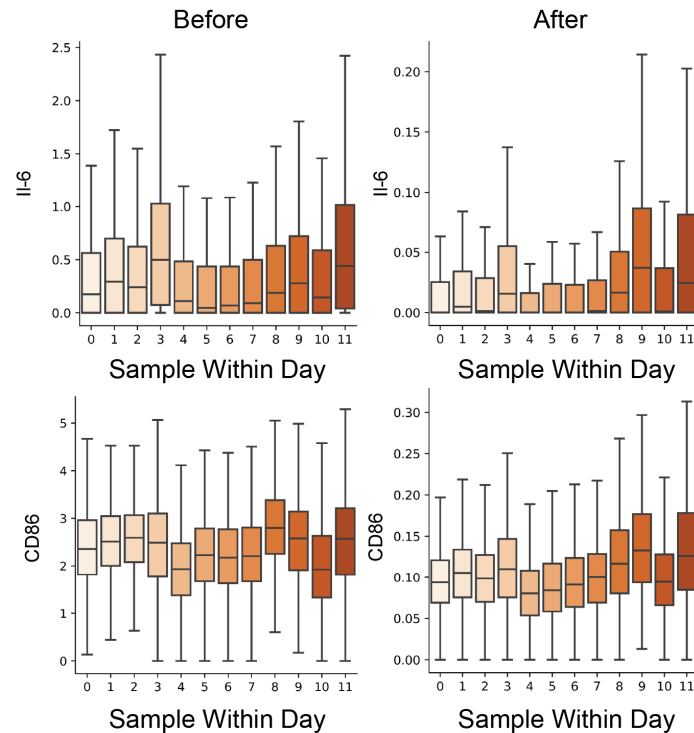 Before
After
Il-6
2.5
2.0
1.5
1.0
0.5
0.0
0 1 2 3 4 5 6 7 8 9 10 11
Sample Within Day
Il-6
0.20
0.15
0.10
0.05
0.00
0 1 2 3 4 5 6 7 8 9 10 11
Sample Within Day
CD86
5
4
3
2
1
0
0 1 2 3 4 5 6 7 8 9 10 11
Sample Within Day
CD86
0.30
0.25
0.20
0.15
0.10
0.05
0.00
0 1 2 3 4 5 6 7 8 9 10 11
Sample Within Day